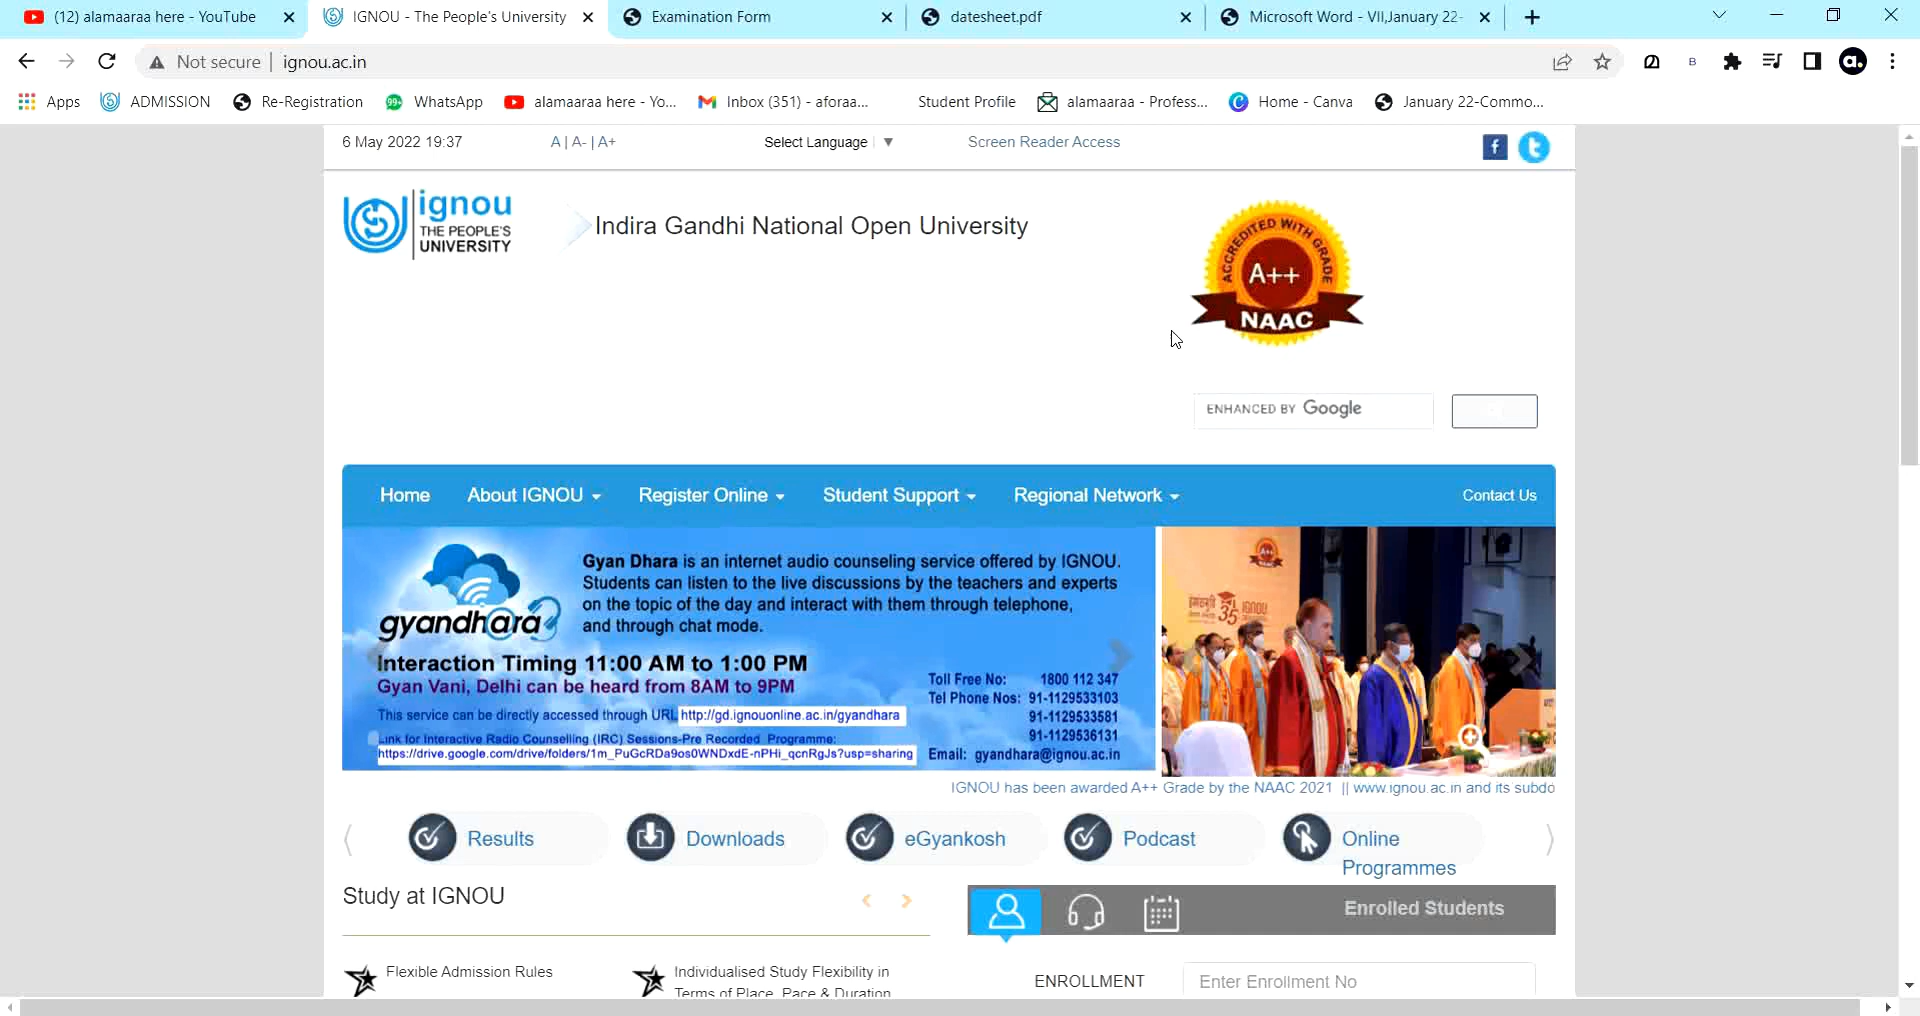 (12) alamaaraa here - YouTube
IGNOU - The People's University
Examination Form
datesheet.pdf
Microsoft Word - VII,January 22-
Not secure
ignou.ac.in
Apps
ADMISSION
Re-Registration
99+
WhatsApp
alamaaraa here - Yo...
Inbox (351) - aforaa...
Student Profile
alamaaraa - Profess...
Home - Canva
January 22-Commo...
a.
B
6 May 2022 19:37
A | A- | A+
Select Language ▼
Screen Reader Access
ignou
THE PEOPLE'S
UNIVERSITY
Indira Gandhi National Open University
ACCREDITED WITH GRADE
A++
NAAC
ENHANCED BY Google
Home
About IGNOU
Register Online
Student Support
Regional Network
Contact Us
gyandh@ra
Gyan Dhara is an internet audio counseling service offered by IGNOU.
Students can listen to the live discussions by the teachers and experts
on the topic of the day and interact with them through telephone,
and through chat mode.
Interaction Timing 11:00 AM to 1:00 PM
Gyan Vani, Delhi can be heard from 8AM to 9PM
This service can be directly accessed through URL http://gd.ignouonline.ac.in/gyandhara
Link for Interactive Radio Counselling (IRC) Sessions-Pre Recorded Programme:
https://drive.google.com/drive/folders/1m_PuGcRDa9os0WNDxdE-nPHi_qcnRgJs?usp=sharing
Toll Free No: 1800 112 347
Tel Phone Nos: 91-1129533103
91-1129533581
91-1129536131
Email: gyandhara@ignou.ac.in
A++
35
IGNOU has been awarded A++ Grade by the NAAC 2021 || www.ignou.ac.in and its subdo
Results
Downloads
eGyankosh
Podcast
Online
Programmes
Study at IGNOU
Enrolled Students
Flexible Admission Rules
Individualised Study Flexibility in
Terms of Place, Pace & Duration
ENROLLMENT
Enter Enrollment No